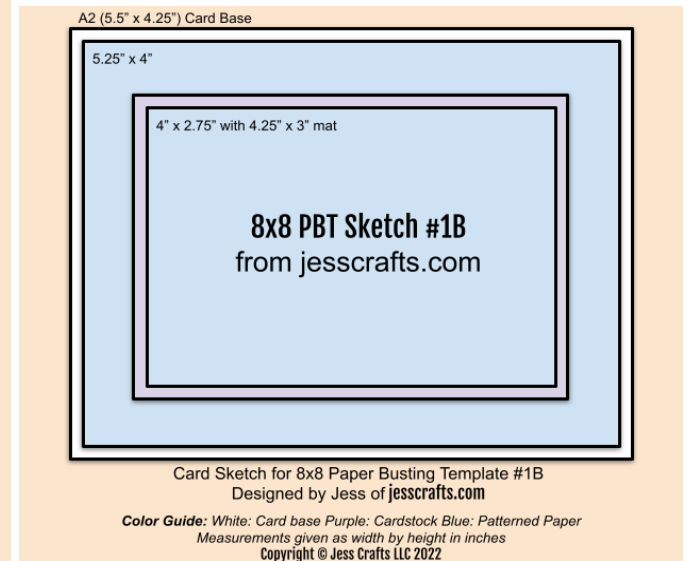 A2 (5.5” x 4.25”) Card Base
5.25” x 4”
4” x 2.75” with 4.25” x 3” mat
8x8 PBT Sketch #1B
from jesscrafts.com
Card Sketch for 8x8 Paper Busting Template #1B
Designed by Jess of jesscrafts.com
Color Guide: White: Card base Purple: Cardstock Blue: Patterned Paper
Measurements given as width by height in inches
Copyright © Jess Crafts LLC 2022